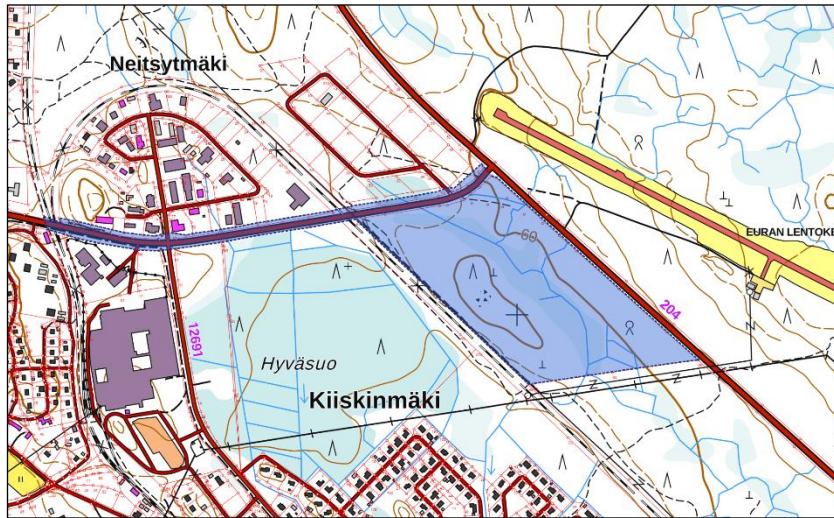 Neitsytmäki
60
EURAN LENTOKE
204
12691
Hyväsuo
Kiiskinmäki